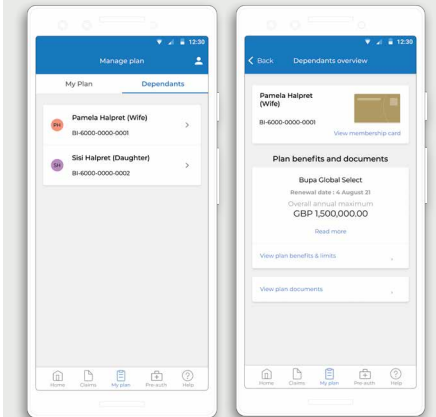 12:30
Manage plan
My Plan
Dependants
PH
Pamela Halpret (Wife)
BI-6000-0000-0001
SH
Sisi Halpret (Daughter)
BI-6000-0000-0002
Home
Claims
My plan
Pre-auth
Help
12:30
Back
Dependants overview
Pamela Halpret
(Wife)
BI-6000-0000-0001
View membership card
Plan benefits and documents
Bupa Global Select
Renewal date : 4 August 21
Overall annual maximum
GBP 1,500,000.00
Read more
View plan benefits & limits
View plan documents
Home
Claims
My plan
Pre-auth
Help